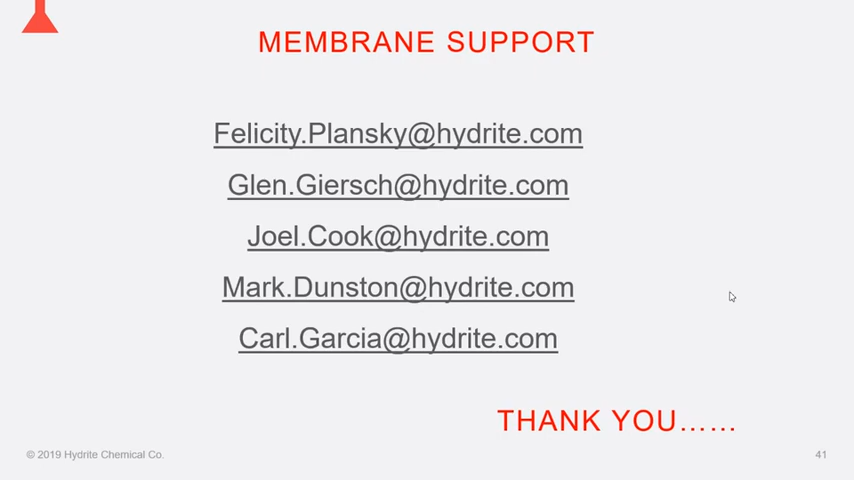 MEMBRANE SUPPORT
Felicity.Plansky@hydrite.com
Glen.Giersch@hydrite.com
Joel.Cook@hydrite.com
Mark.Dunston@hydrite.com
Carl.Garcia@hydrite.com
THANK YOU......
© 2019 Hydrite Chemical Co.
41